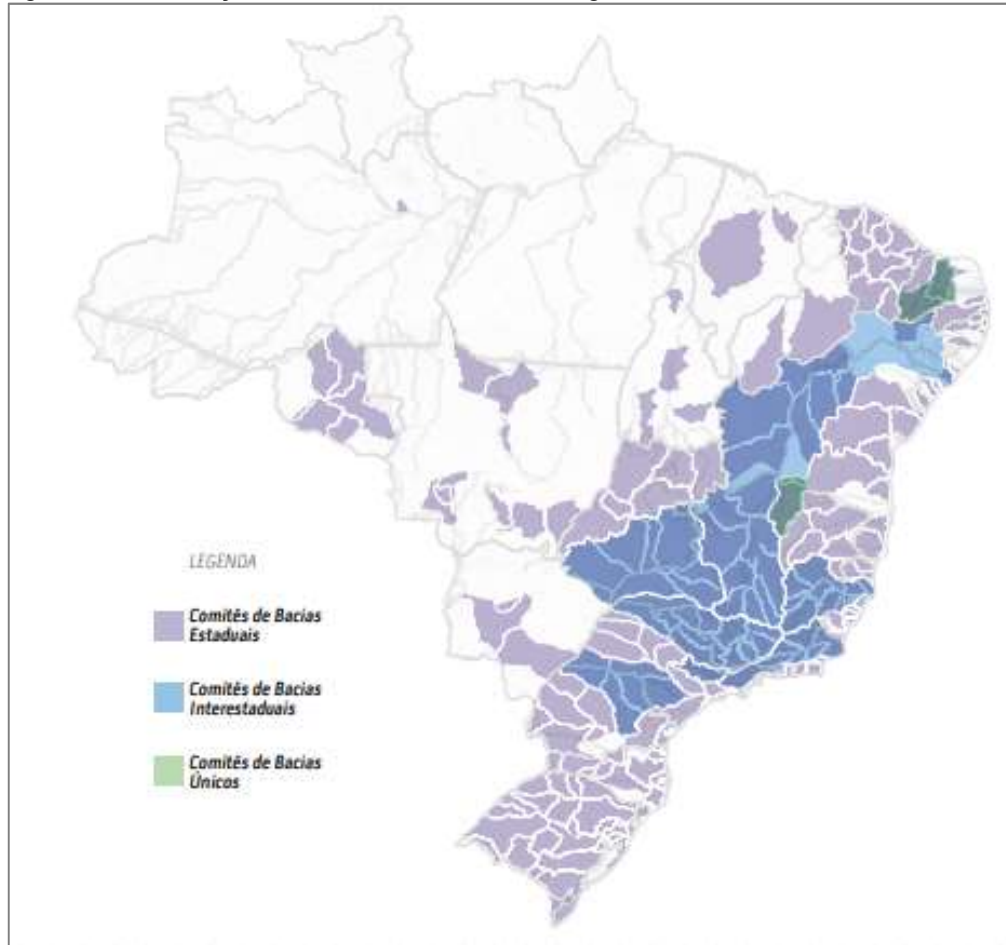 LEGENDA
Comitês de Bacias
Estaduais
Comitês de Bacias
Interestaduais
Comitês de Bacias
Únicos